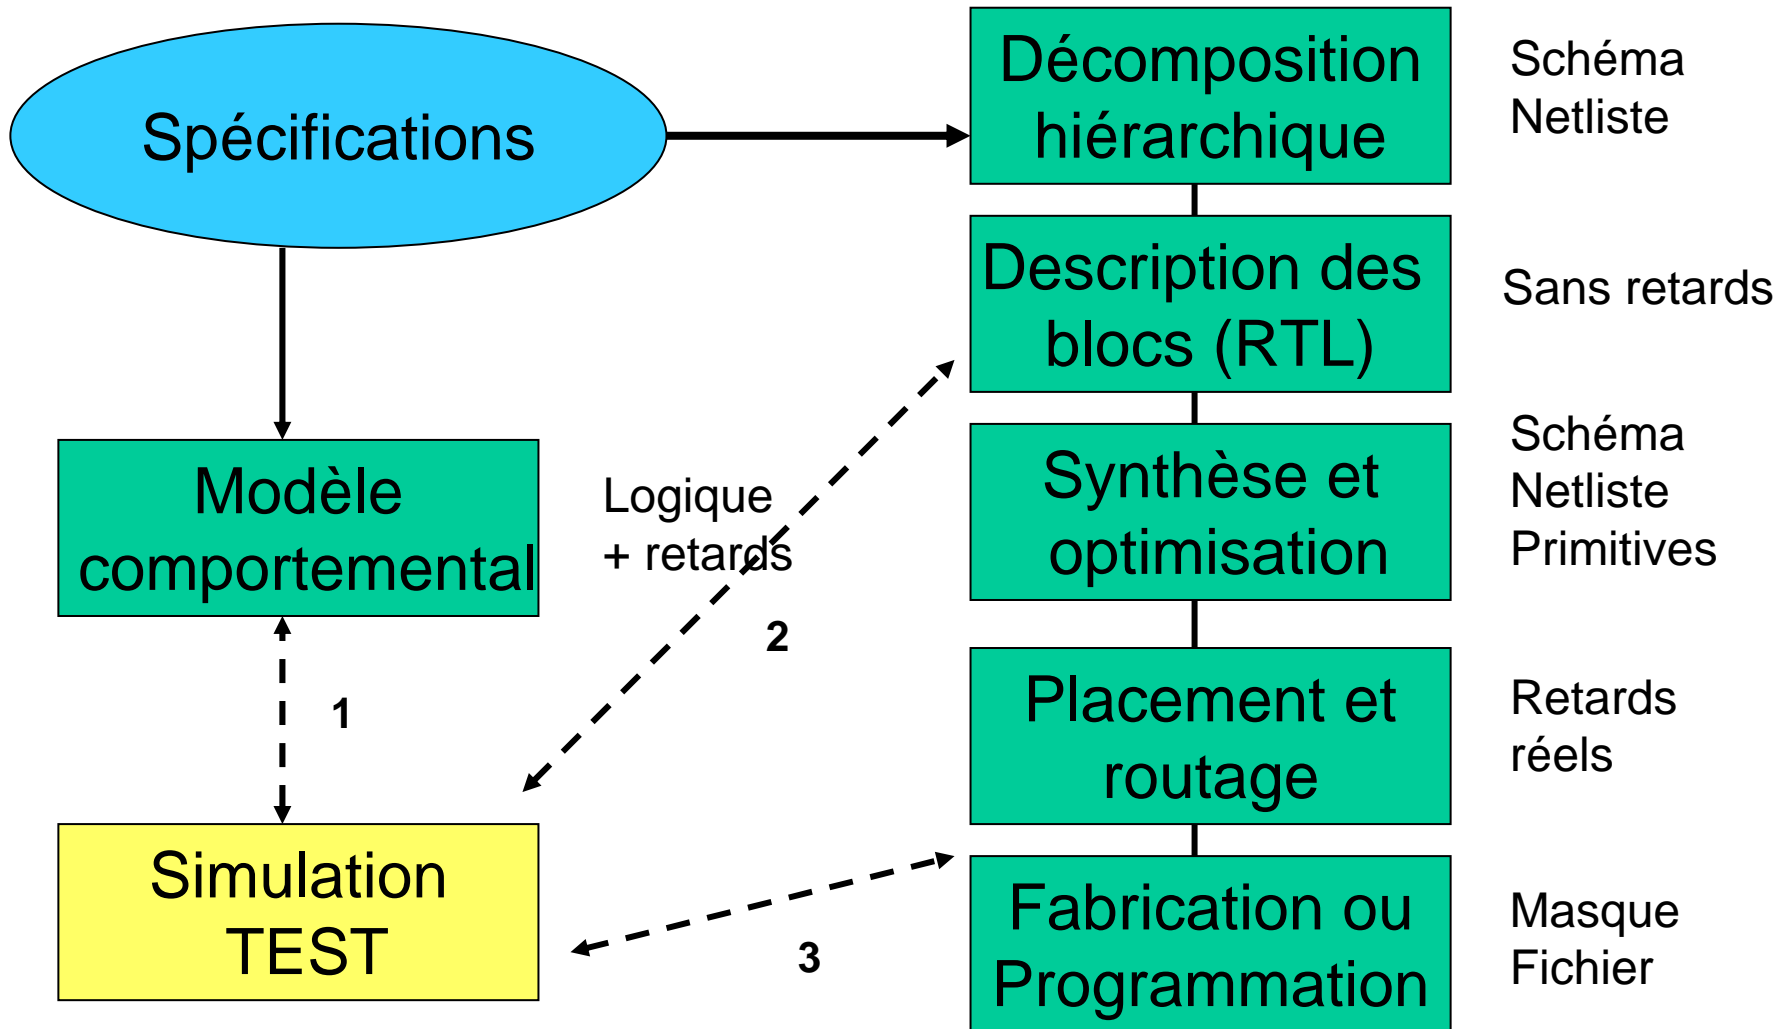 Spécifications
Décomposition
hiérarchique
Schéma
Netliste
Description des
blocs (RTL)
Sans retards
Modèle
comportemental
Logique
+ retards
Synthèse et
optimisation
Schéma
Netliste
Primitives
1
2
Placement et
routage
Retards
réels
Simulation
TEST
3
Fabrication ou
Programmation
Masque
Fichier